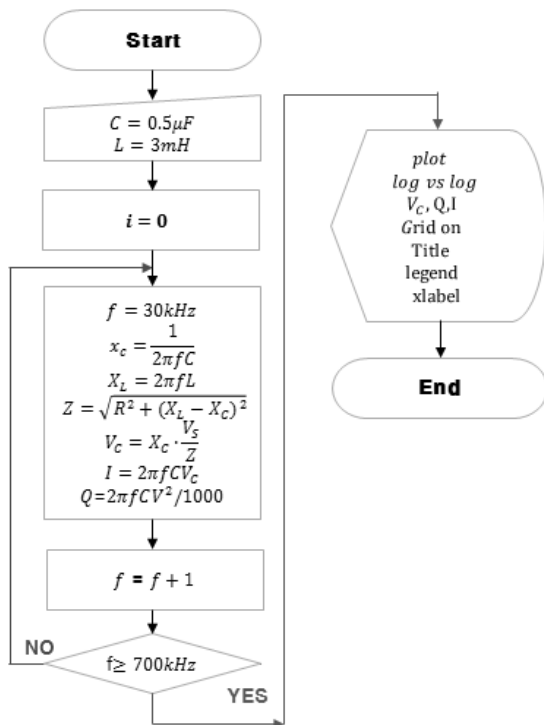 Start
C = 0.5μF
L = 3mH
i = 0
f = 30kHz
x_c = 1/2πfC
X_L = 2πfL
Z = √R² + (X_L − X_C)²
V_C = X_C · V_S/Z
I = 2πfCV_C
Q=2πfCV²/1000
f = f + 1
NO
f≥ 700kHz
YES
plot
log vs log
V_C, Q,I
Grid on
Title
legend
xlabel
End